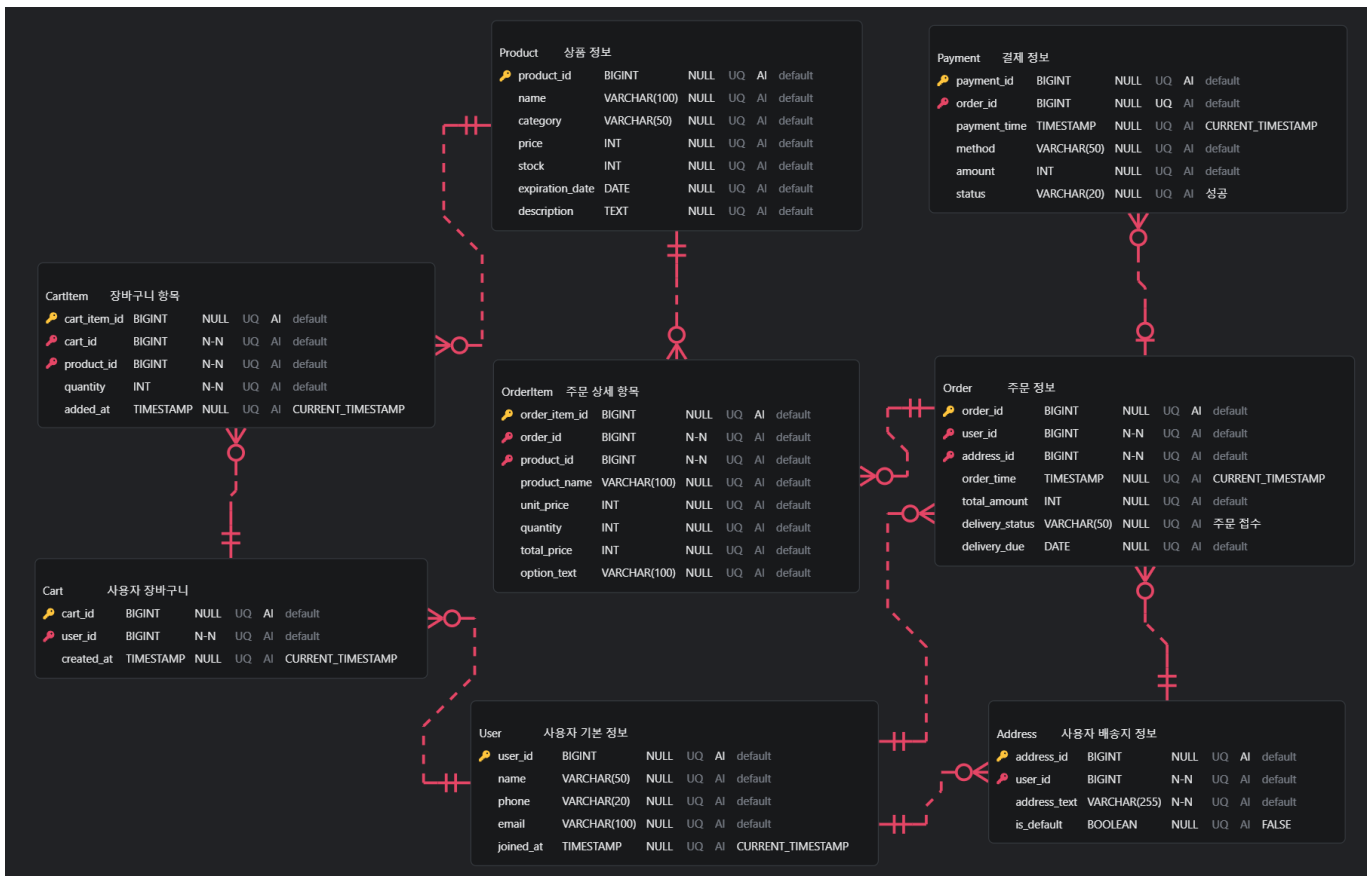 Product 상품 정보
product_id BIGINT NULL UQ AI default
name VARCHAR(100) NULL UQ AI default
category VARCHAR(50) NULL UQ AI default
price INT NULL UQ AI default
stock INT NULL UQ AI default
expiration_date DATE NULL UQ AI default
description TEXT NULL UQ AI default
Payment 결제 정보
payment_id BIGINT NULL UQ AI default
order_id BIGINT NULL UQ AI default
payment_time TIMESTAMP NULL UQ AI CURRENT_TIMESTAMP
method VARCHAR(50) NULL UQ AI default
amount INT NULL UQ AI default
status VARCHAR(20) NULL UQ AI 성공
CartItem 장바구니 항목
cart_item_id BIGINT NULL UQ AI default
cart_id BIGINT N-N UQ AI default
product_id BIGINT N-N UQ AI default
quantity INT N-N UQ AI default
added_at TIMESTAMP NULL UQ AI CURRENT_TIMESTAMP
OrderItem 주문 상세 항목
order_item_id BIGINT NULL UQ AI default
order_id BIGINT N-N UQ AI default
product_id BIGINT N-N UQ AI default
product_name VARCHAR(100) NULL UQ AI default
unit_price INT NULL UQ AI default
quantity INT NULL UQ AI default
total_price INT NULL UQ AI default
option_text VARCHAR(100) NULL UQ AI default
Order 주문 정보
order_id BIGINT NULL UQ AI default
user_id BIGINT N-N UQ AI default
address_id BIGINT N-N UQ AI default
order_time TIMESTAMP NULL UQ AI CURRENT_TIMESTAMP
total_amount INT NULL UQ AI default
delivery_status VARCHAR(50) NULL UQ AI 주문 접수
delivery_due DATE NULL UQ AI default
Cart 사용자 장바구니
cart_id BIGINT NULL UQ AI default
user_id BIGINT N-N UQ AI default
created_at TIMESTAMP NULL UQ AI CURRENT_TIMESTAMP
User 사용자 기본 정보
user_id BIGINT NULL UQ AI default
name VARCHAR(50) NULL UQ AI default
phone VARCHAR(20) NULL UQ AI default
email VARCHAR(100) NULL UQ AI default
joined_at TIMESTAMP NULL UQ AI CURRENT_TIMESTAMP
Address 사용자 배송지 정보
address_id BIGINT NULL UQ AI default
user_id BIGINT N-N UQ AI default
address_text VARCHAR(255) N-N UQ AI default
is_default BOOLEAN NULL UQ AI FALSE